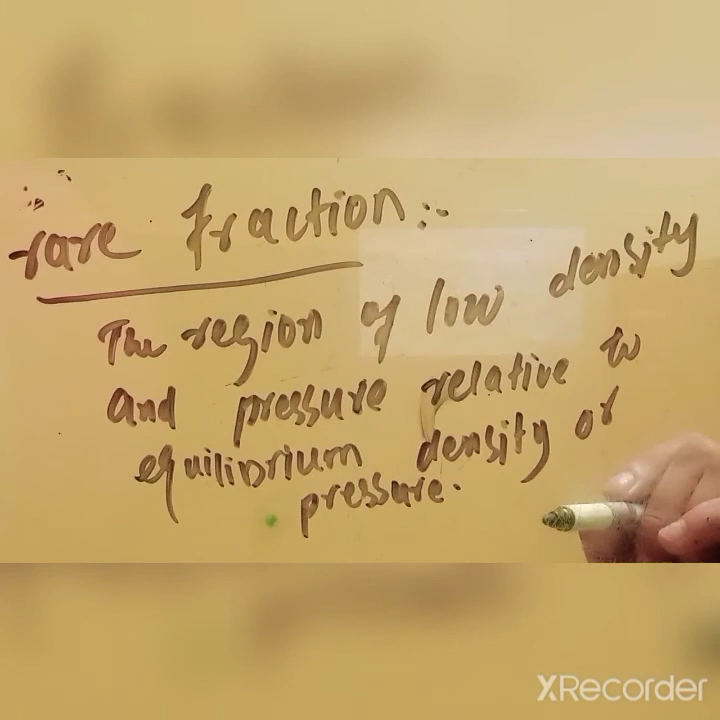 rare fraction :-
The region of low density
and pressure relative to
equilibrium density or
pressure.
XRecorder